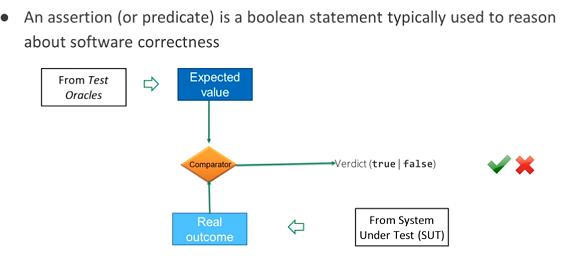 ● An assertion (or predicate) is a boolean statement typically used to reason
about software correctness
From Test
Oracles
Expected
value
Comparator
Verdict (true|false)
Real
outcome
From System
Under Test (SUT)